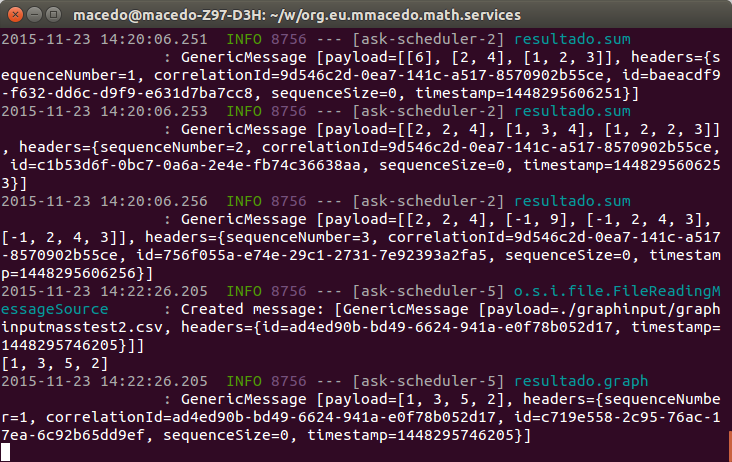 macedo@macedo-Z97-D3H: ~/w/org.eu.mmacedo.math.services
2015-11-23 14:20:06.251  INFO 8756 --- [ask-scheduler-2] resultado.sum
                 : GenericMessage [payload=[[6], [2, 4], [1, 2, 3]], headers={s
equenceNumber=1, correlationId=9d546c2d-0ea7-141c-a517-8570902b55ce, id=baeacdf9
-f632-dd6c-d9f9-e631d7ba7cc8, sequenceSize=0, timestamp=1448295606251}]
2015-11-23 14:20:06.253  INFO 8756 --- [ask-scheduler-2] resultado.sum
                 : GenericMessage [payload=[[2, 2, 4], [1, 3, 4], [1, 2, 2, 3]]
, headers={sequenceNumber=2, correlationId=9d546c2d-0ea7-141c-a517-8570902b55ce,
 id=c1b53d6f-0bc7-0a6a-2e4e-fb74c36638aa, sequenceSize=0, timestamp=144829560625
3}]
2015-11-23 14:20:06.256  INFO 8756 --- [ask-scheduler-2] resultado.sum
                 : GenericMessage [payload=[[2, 2, 4], [-1, 9], [-1, 2, 4, 3],
[-1, 2, 4, 3]], headers={sequenceNumber=3, correlationId=9d546c2d-0ea7-141c-a517
-8570902b55ce, id=756f055a-e74e-29c1-2731-7e92393a2fa5, sequenceSize=0, timestam
p=1448295606256}]
2015-11-23 14:22:26.205  INFO 8756 --- [ask-scheduler-5] o.s.i.file.FileReadingM
essageSource     : Created message: [GenericMessage [payload=./graphinput/graph
inputmasstest2.csv, headers={id=ad4ed90b-bd49-6624-941a-e0f78b052d17, timestamp=
1448295746205}]]
[1, 3, 5, 2]
2015-11-23 14:22:26.205  INFO 8756 --- [ask-scheduler-5] resultado.graph
                 : GenericMessage [payload=[1, 3, 5, 2], headers={sequenceNumbe
r=1, correlationId=ad4ed90b-bd49-6624-941a-e0f78b052d17, id=c719e558-2c95-76ac-1
7ea-6c92b65dd9ef, sequenceSize=0, timestamp=1448295746205}]